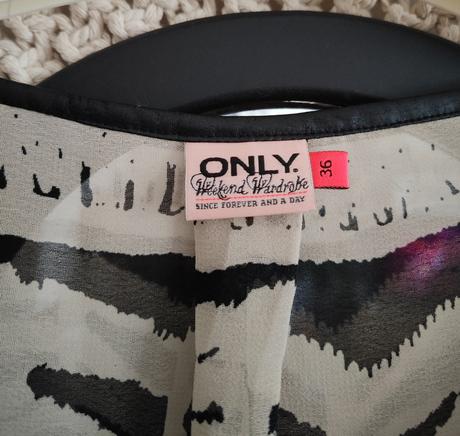 ONLY.
Weekend Wardrobe
SINCE FOREVER AND A DAY
36